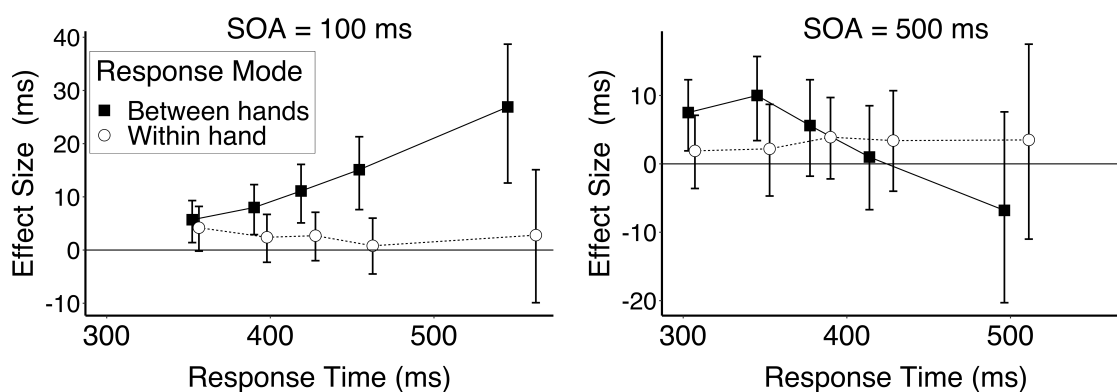 SOA = 100 ms
Effect Size (ms)
40
30
20
10
0
-10
Response Mode
Between hands
Within hand
300
400
500
Response Time (ms)
SOA = 500 ms
Effect Size (ms)
10
0
-10
-20
300
400
500
Response Time (ms)